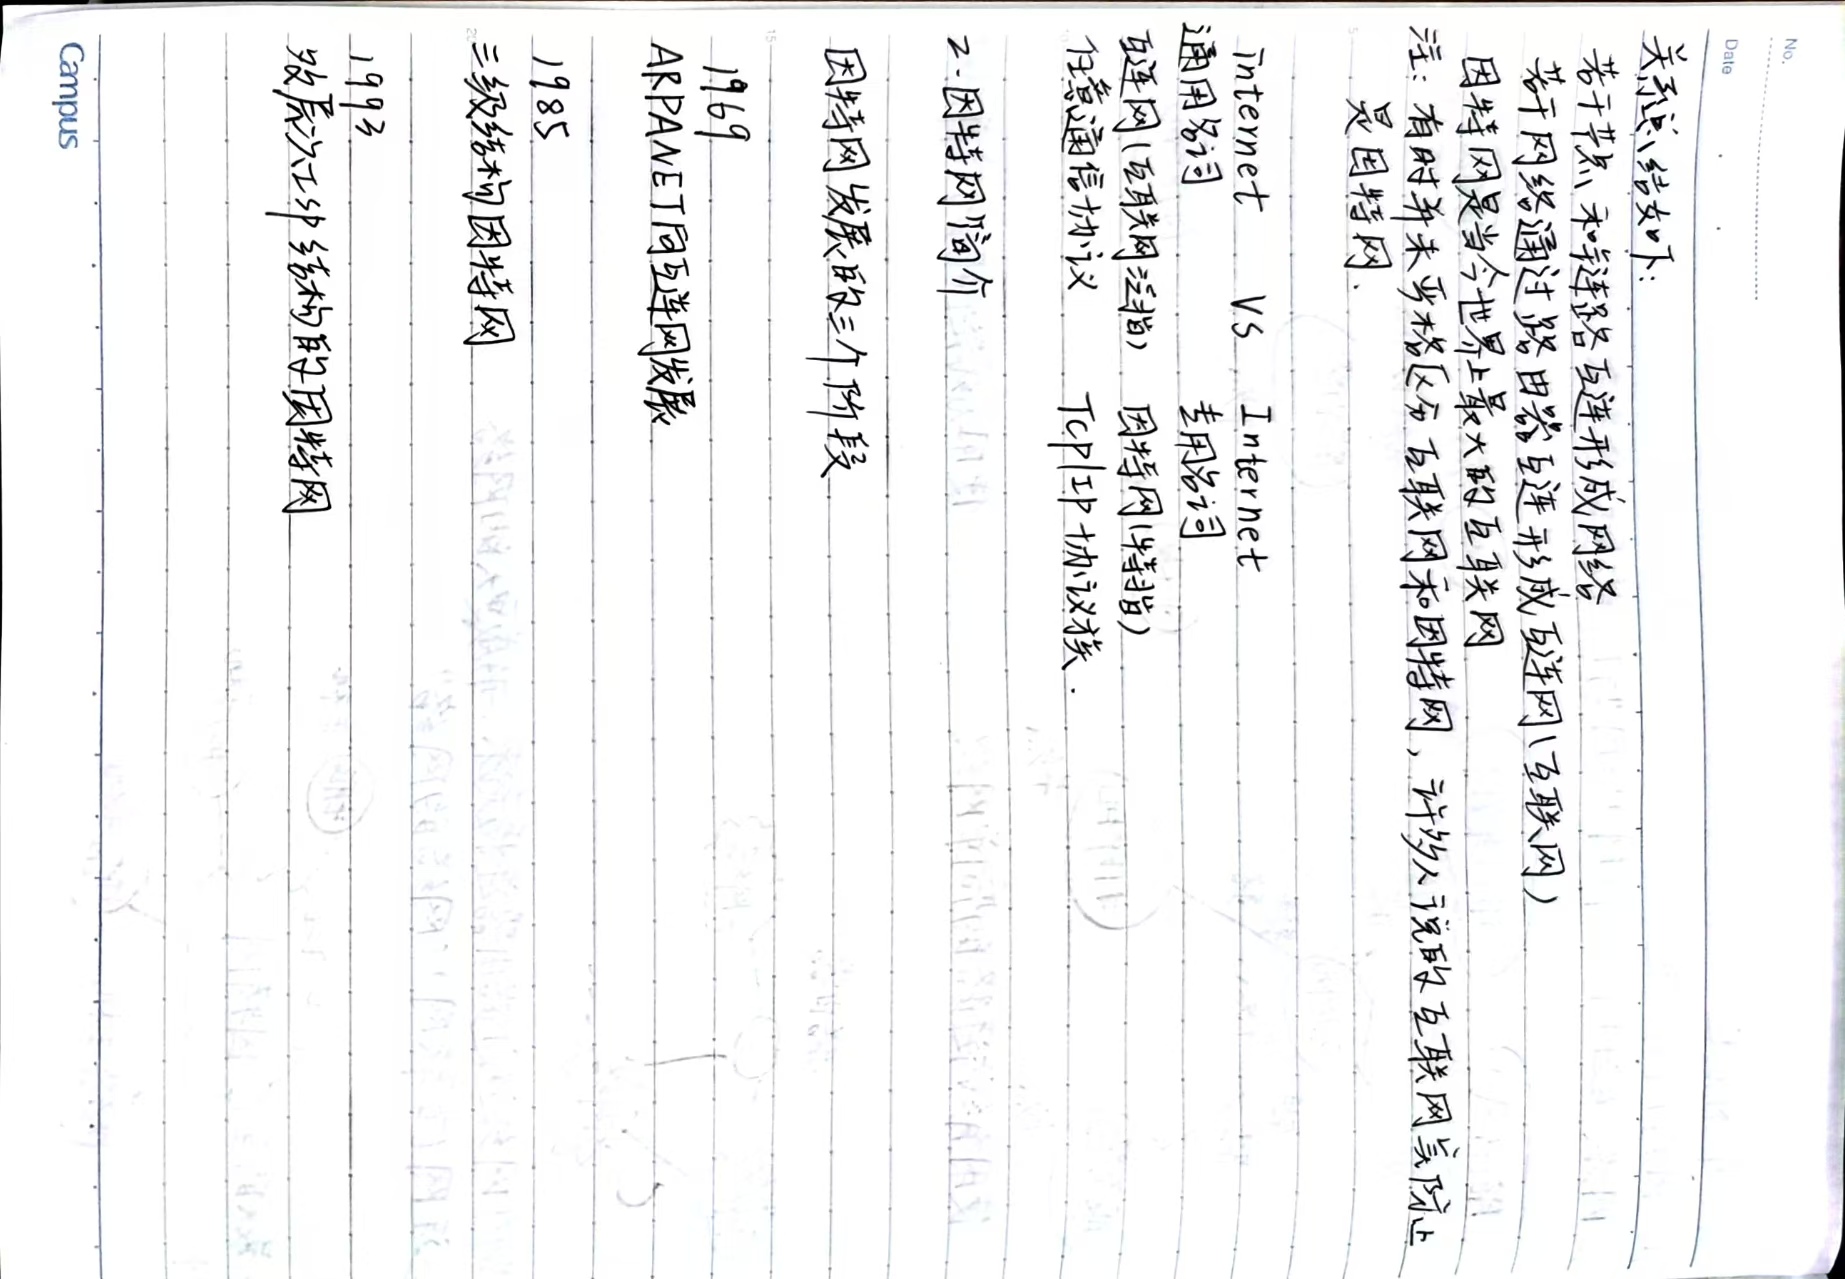 No.
Date
关系总结如下:
若干节点和链路互连形成网络
若干网络通过路由器互连形成互连网(互联网)
因特网是当今世界上最大的互联网
注: 有时并未严格区分互联网和因特网, 许多人说的互联网实际上
是因特网.
5
internet VS Internet
通用名词 专用名词
互连网(互联网泛指) 因特网(特指)
任意通信协议 TCP/IP 协议族.
10
2.因特网简介
因特网发展的三个阶段
15
1969
ARPANET向互连网发展
1985
三级结构因特网
20
1993
多层次ISP结构的因特网
Campus